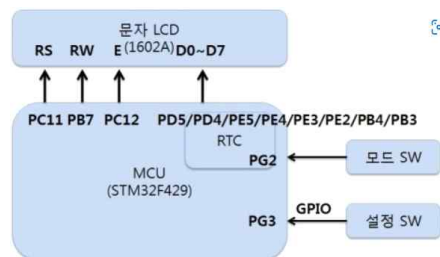 문자 LCD
RS RW E (1602A) D0~D7
PC11 PB7 PC12 PD5/PD4/PE5/PE4/PE3/PE2/PB4/PB3
RTC
PG2 모드 SW
MCU
(STM32F429)
GPIO
PG3 설정 SW